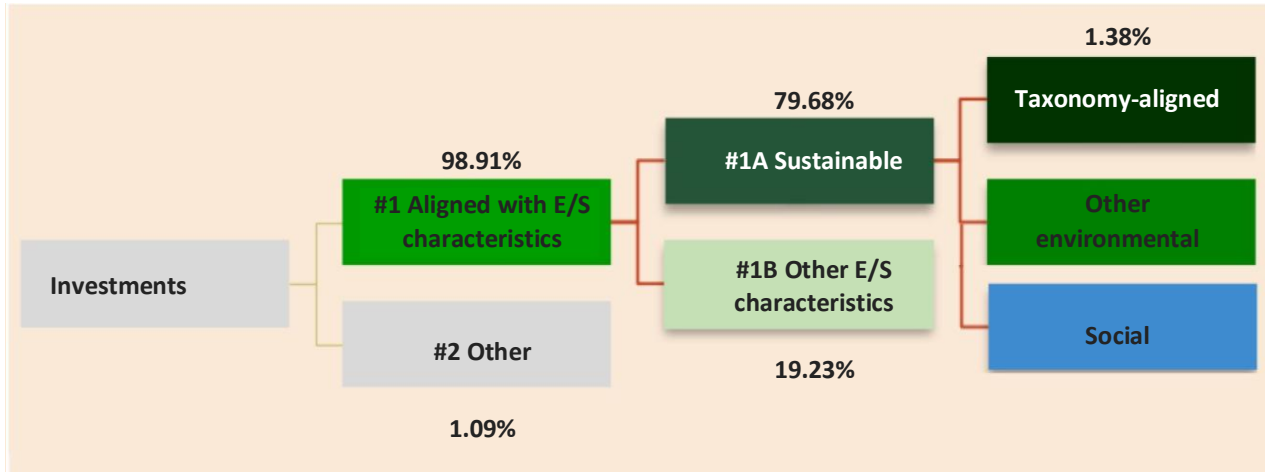 1.38%
Taxonomy-aligned
79.68%
#1A Sustainable
98.91%
#1 Aligned with E/S
characteristics
Other
environmental
#1B Other E/S
characteristics
Investments
#2 Other
Social
19.23%
1.09%